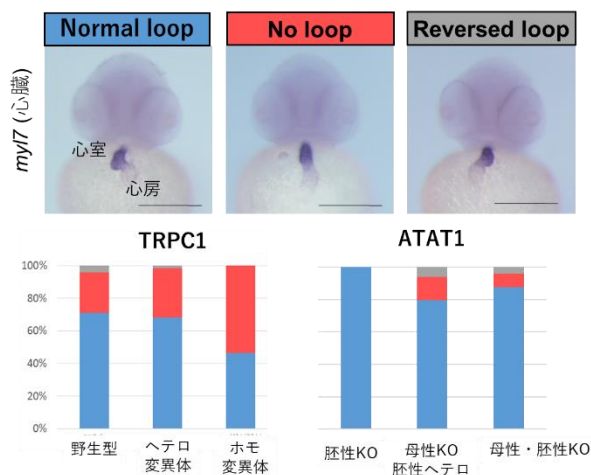 Normal loop
No loop
Reversed loop
myl7 (心臓)
心室
心房
TRPC1
ATAT1
100%
80%
60%
40%
20%
0%
野生型
ヘテロ
変異体
ホモ
変異体
胚性KO
母性KO
胚性ヘテロ
母性・胚性KO